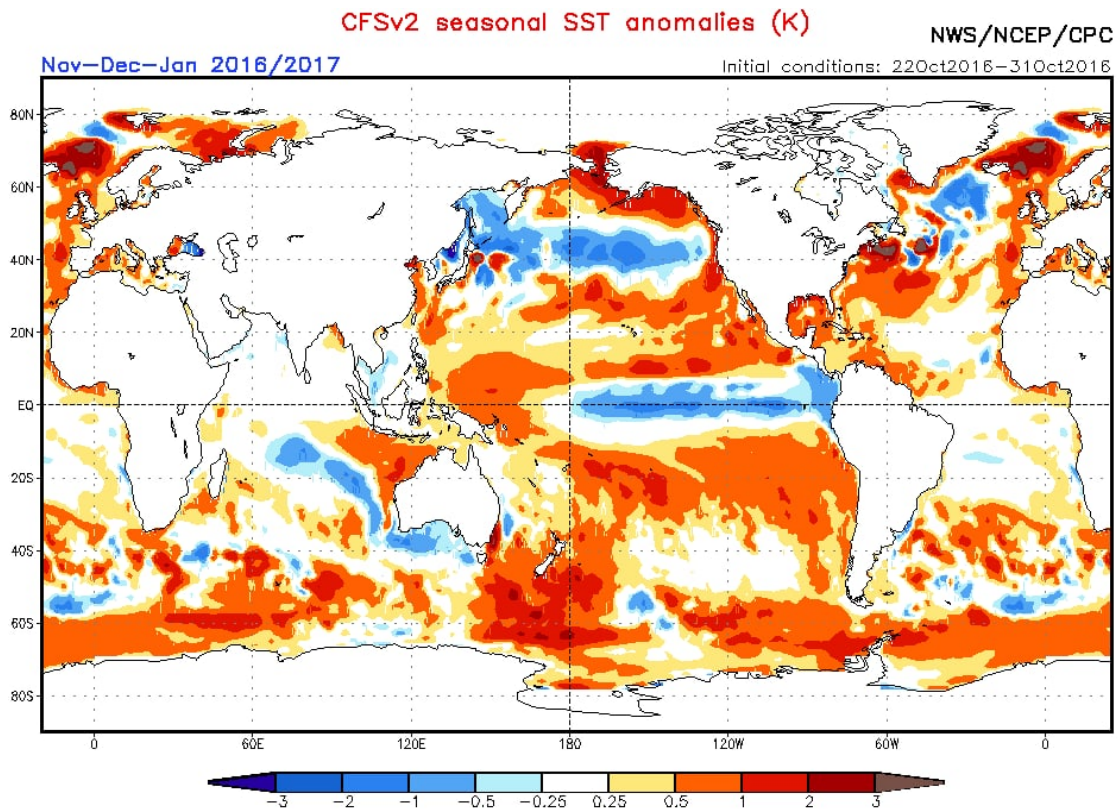 CFSv2 seasonal SST anomalies (K)
NWS/NCEP/CPC
Nov-Dec-Jan 2016/2017
Initial conditions: 22Oct2016-31Oct2016
80N
60N
40N
20N
EQ
20S
40S
60S
80S
0 60E 120E 180 120W 60W 0
-3 -2 -1 -0.5 -0.25 0.25 0.5 1 2 3